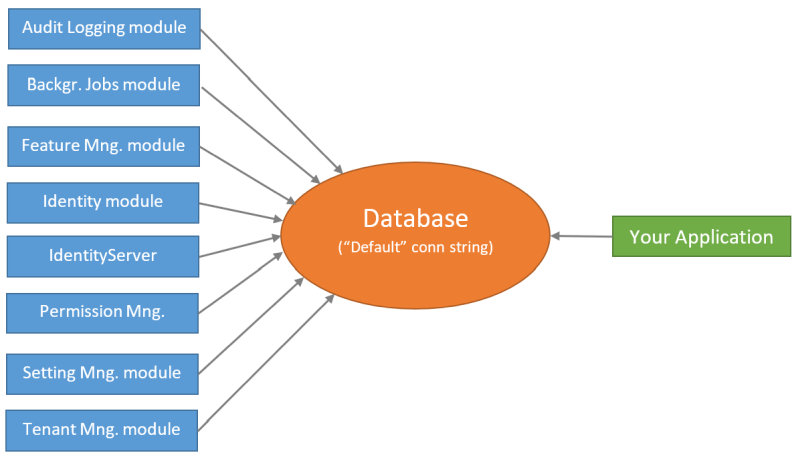 Audit Logging module
Backgr. Jobs module
Feature Mng. module
Identity module
IdentityServer
Permission Mng.
Setting Mng. module
Tenant Mng. module
Database
(“Default” conn string)
Your Application